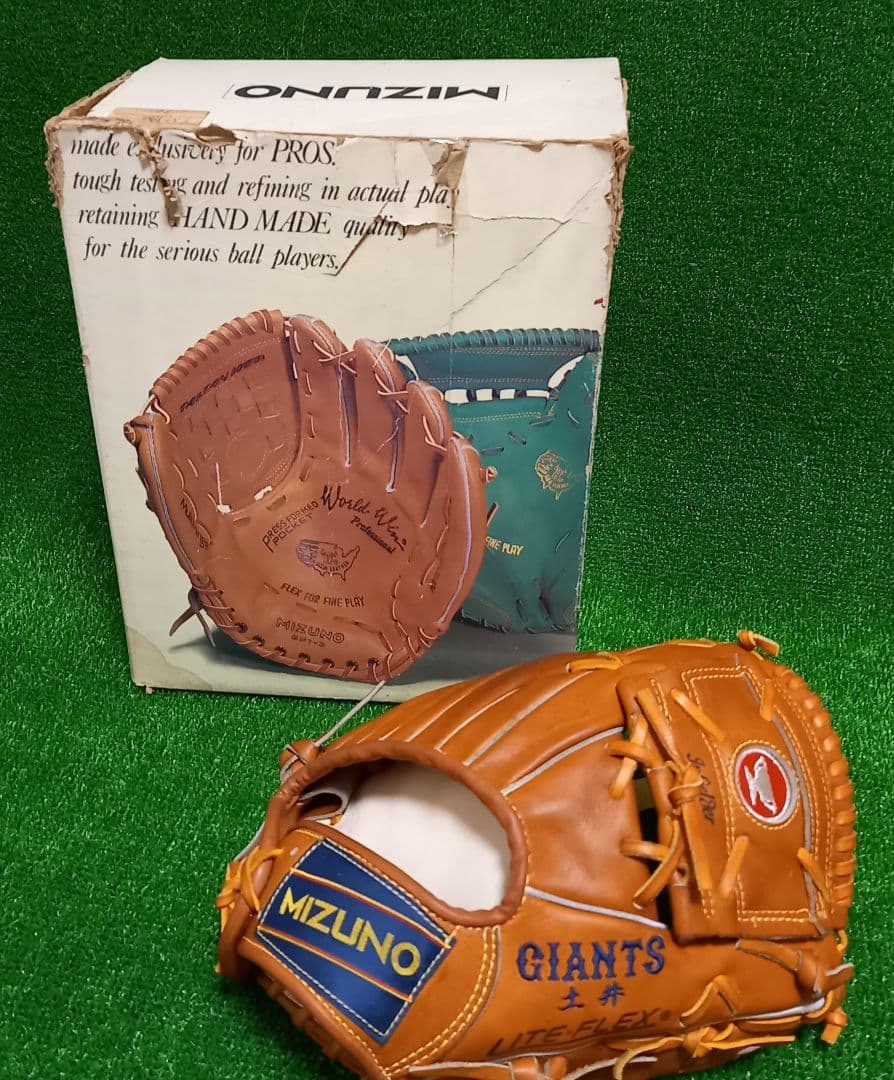 MIZUNO
made exclusively for PROS.
tough testing and refining in actual play
retaining HAND MADE quality
for the serious ball players.
World Win
Professional
PRESS FORMED
POCKET
FLEX FOR FINE PLAY
MIZUNO
FINE PLAY
MIZUNO
GIANTS
土井
LITE-FLEX®